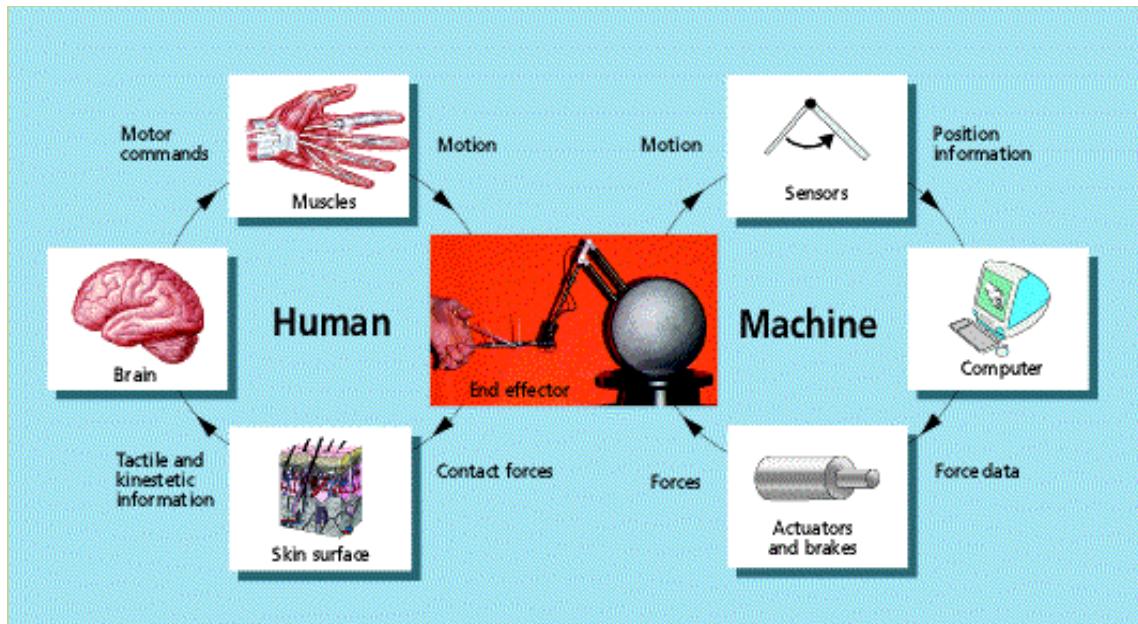 Motor
commands
Muscles
Motion
Motion
Sensors
Position
information
Human
Machine
Brain
End effector
Computer
Tactile and
kinestetic
information
Skin surface
Contact forces
Forces
Actuators
and brakes
Force data